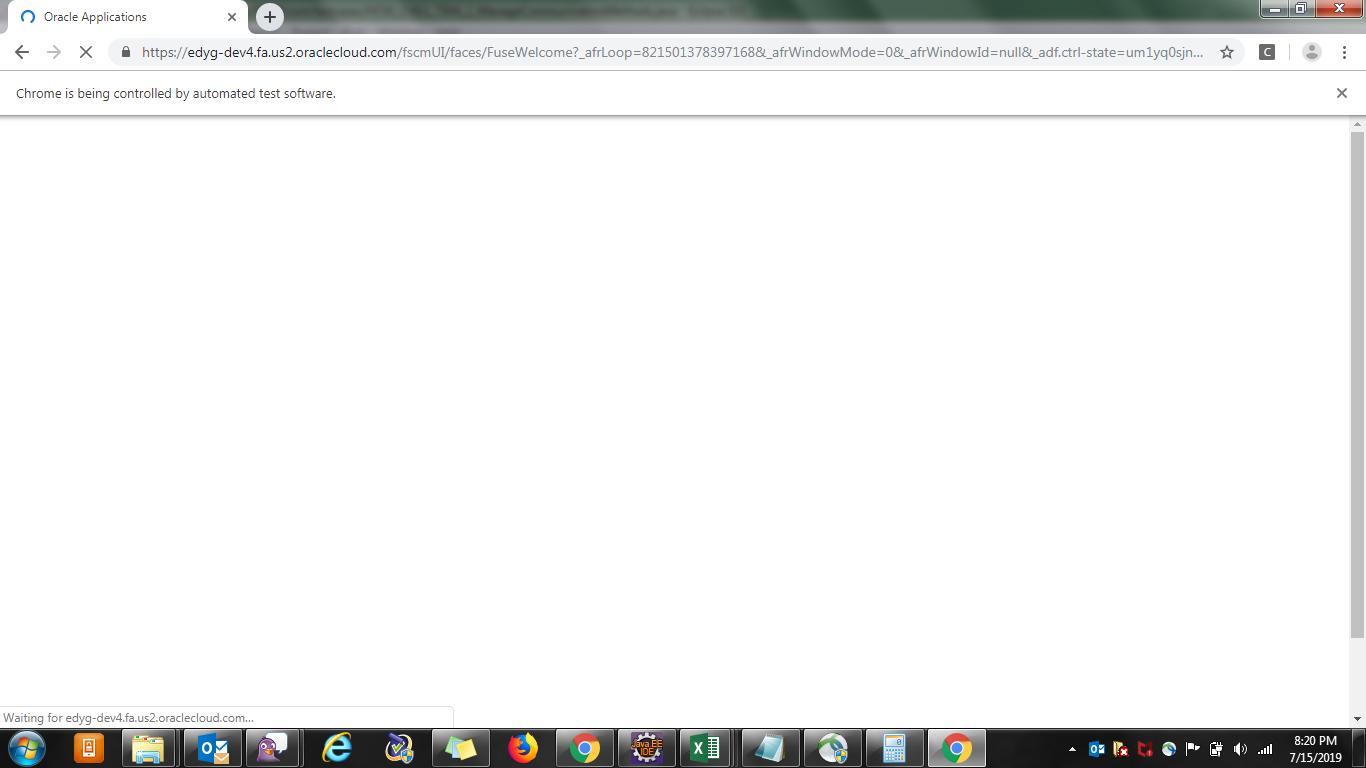 Oracle Applications
https://edyg-dev4.fa.us2.oraclecloud.com/fscmUI/faces/FuseWelcome?_afrLoop=82150137839716​8&_afrWindowMode=0&_afrWindowId=null&_adf.ctrl-state=um1yq0sjn...
C
Chrome is being controlled by automated test software.
Waiting for edyg-dev4.fa.us2.oraclecloud.com...
Java EE
IDE
8:20 PM
7/15/2019